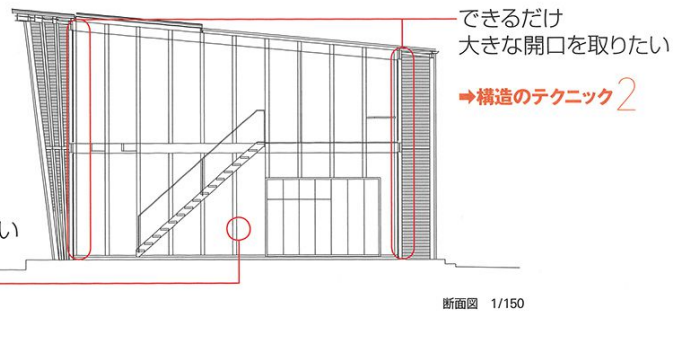 できるだけ
大きな開口を取りたい
➡構造のテクニック2
い
断面図 1/150